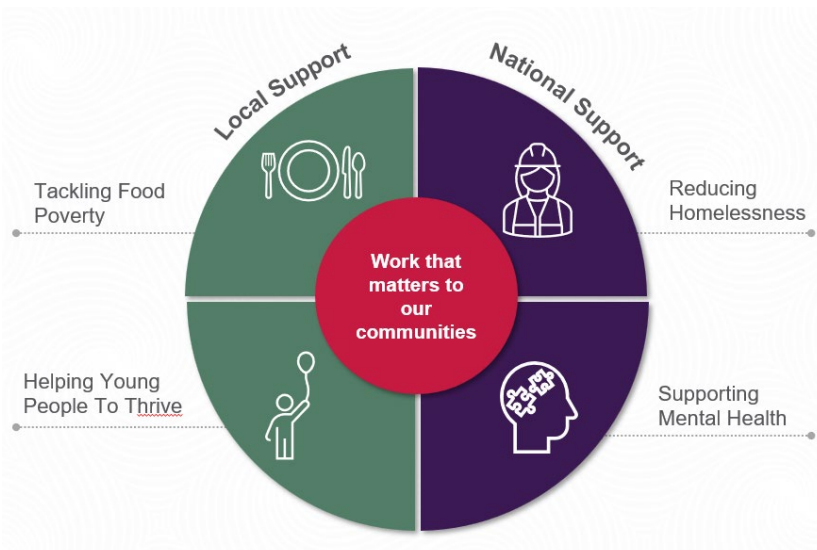 Local Support
National Support
Tackling Food
Poverty
Reducing
Homelessness
Work that
matters to
our
communities
Helping Young
People To Thrive
Supporting
Mental Health